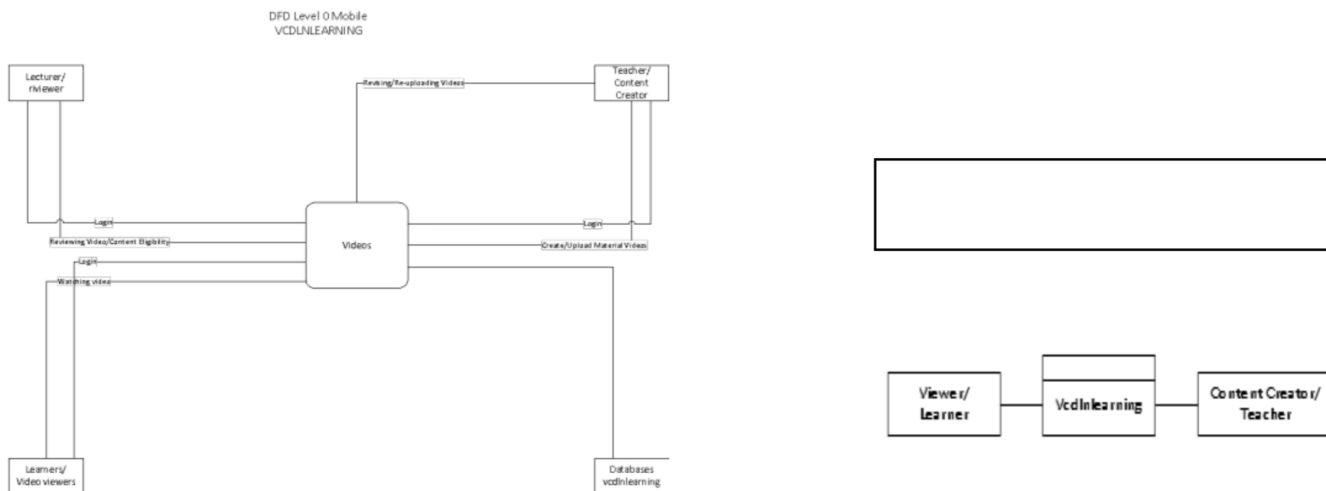 DFD Level 0 Mobile
VCDLNLEARNING
Lecturer/
riviewer
Revising/Re-uploading Videos
Teacher/
Content
Creator
Login
Reviewing Video/Content Eligibility
Login
Watching video
Videos
Login
Create/Upload Material Videos
Learners/
Video viewers
Databases
vcdlnlearning
Viewer/
Learner
Vcdlnlearning
Content Creator/
Teacher